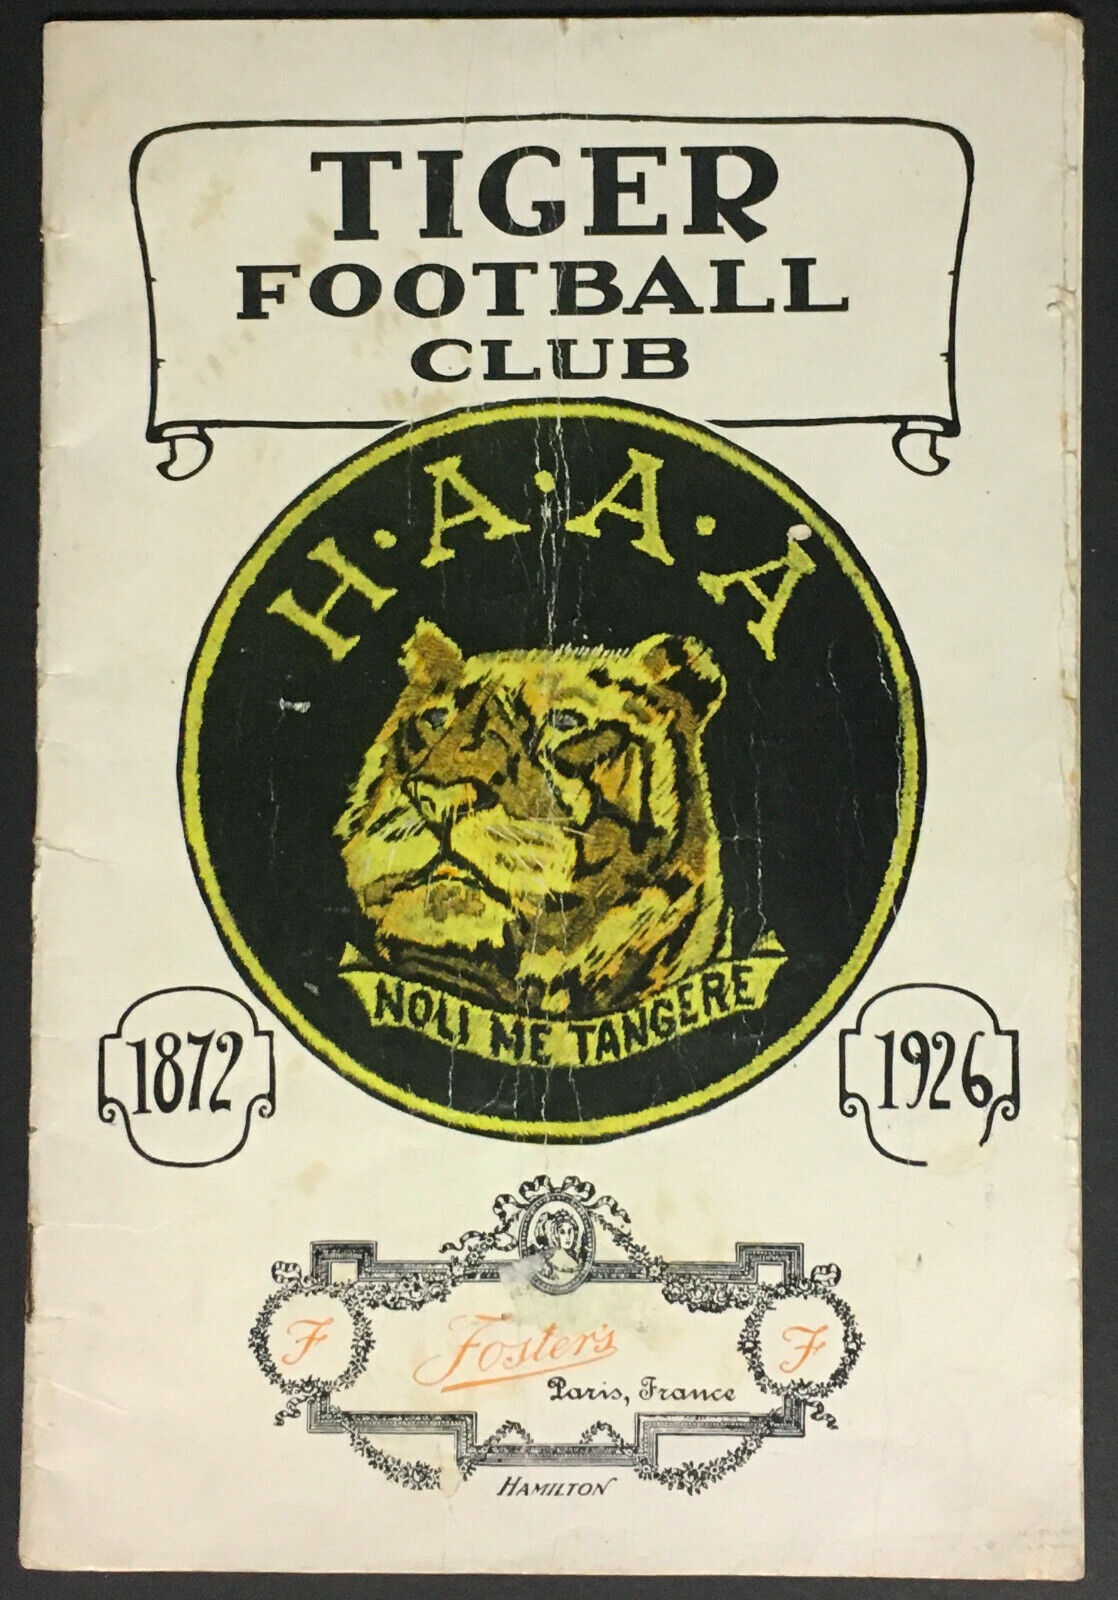 TIGER
FOOTBALL
CLUB
H·A·A·A
NOLI ME TANGERE
1872
1926
F
Foster's
F
Paris, France
HAMILTON